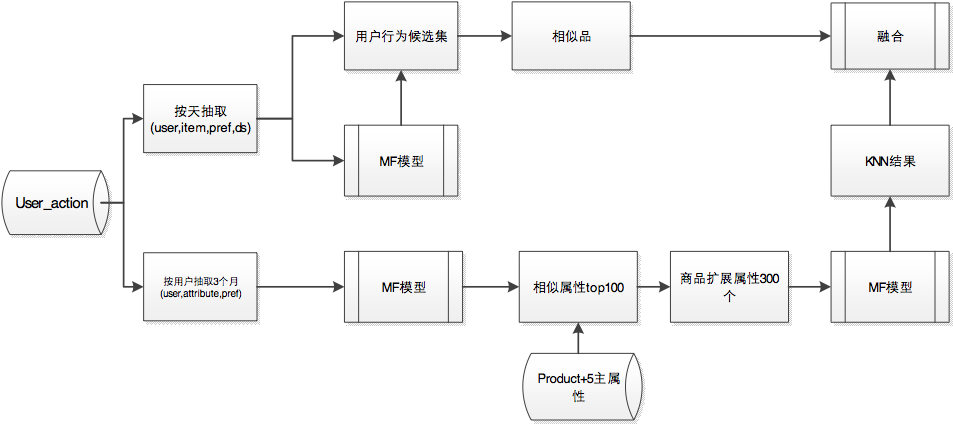 用户行为候选集
相似品
融合
按天抽取
(user,item,pref,ds)
MF模型
KNN结果
User_action
按用户抽取3个月
(user,attribute,pref)
MF模型
相似属性top100
商品扩展属性300
个
MF模型
Product+5主属
性